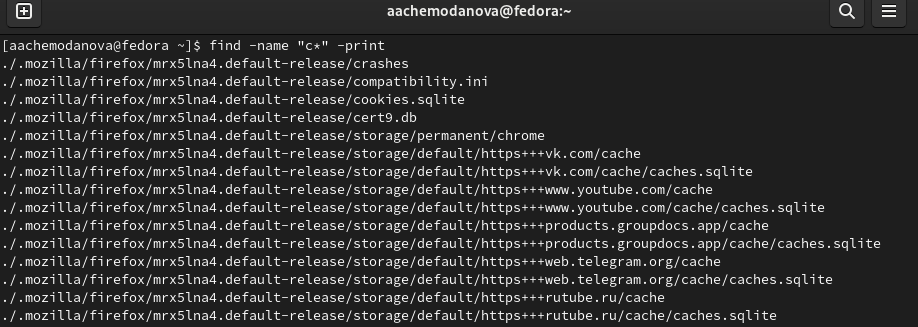 aachemodanova@fedora:~
[aachemodanova@fedora ~]$ find -name "c*" -print
./.mozilla/firefox/mrx5lna4.default-release/crashes
./.mozilla/firefox/mrx5lna4.default-release/compatibility.ini
./.mozilla/firefox/mrx5lna4.default-release/cookies.sqlite
./.mozilla/firefox/mrx5lna4.default-release/cert9.db
./.mozilla/firefox/mrx5lna4.default-release/storage/permanent/chrome
./.mozilla/firefox/mrx5lna4.default-release/storage/default/https+++vk.com/cache
./.mozilla/firefox/mrx5lna4.default-release/storage/default/https+++vk.com/cache/caches.sqlite
./.mozilla/firefox/mrx5lna4.default-release/storage/default/https+++www.youtube.com/cache
./.mozilla/firefox/mrx5lna4.default-release/storage/default/https+++www.youtube.com/cache/caches.sqlite
./.mozilla/firefox/mrx5lna4.default-release/storage/default/https+++products.groupdocs.app/cache
./.mozilla/firefox/mrx5lna4.default-release/storage/default/https+++products.groupdocs.app/cache/caches.sqlite
./.mozilla/firefox/mrx5lna4.default-release/storage/default/https+++web.telegram.org/cache
./.mozilla/firefox/mrx5lna4.default-release/storage/default/https+++web.telegram.org/cache/caches.sqlite
./.mozilla/firefox/mrx5lna4.default-release/storage/default/https+++rutube.ru/cache
./.mozilla/firefox/mrx5lna4.default-release/storage/default/https+++rutube.ru/cache/caches.sqlite